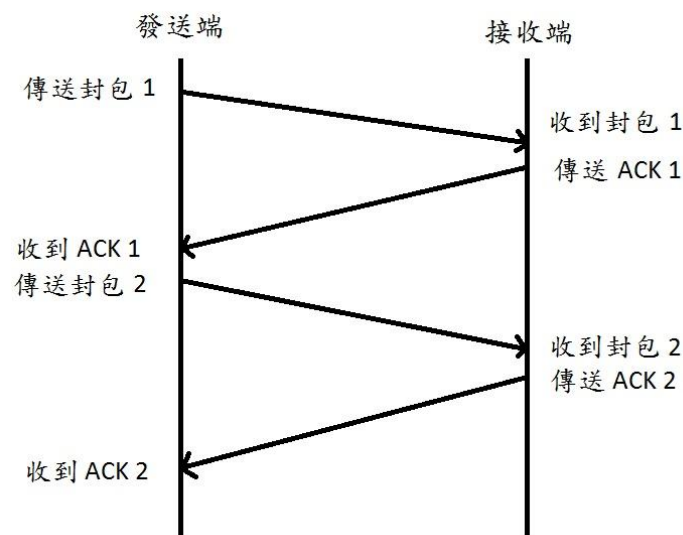 發送端
接收端
傳送封包 1
收到封包 1
傳送 ACK 1
收到 ACK 1
傳送封包 2
收到封包 2
傳送 ACK 2
收到 ACK 2